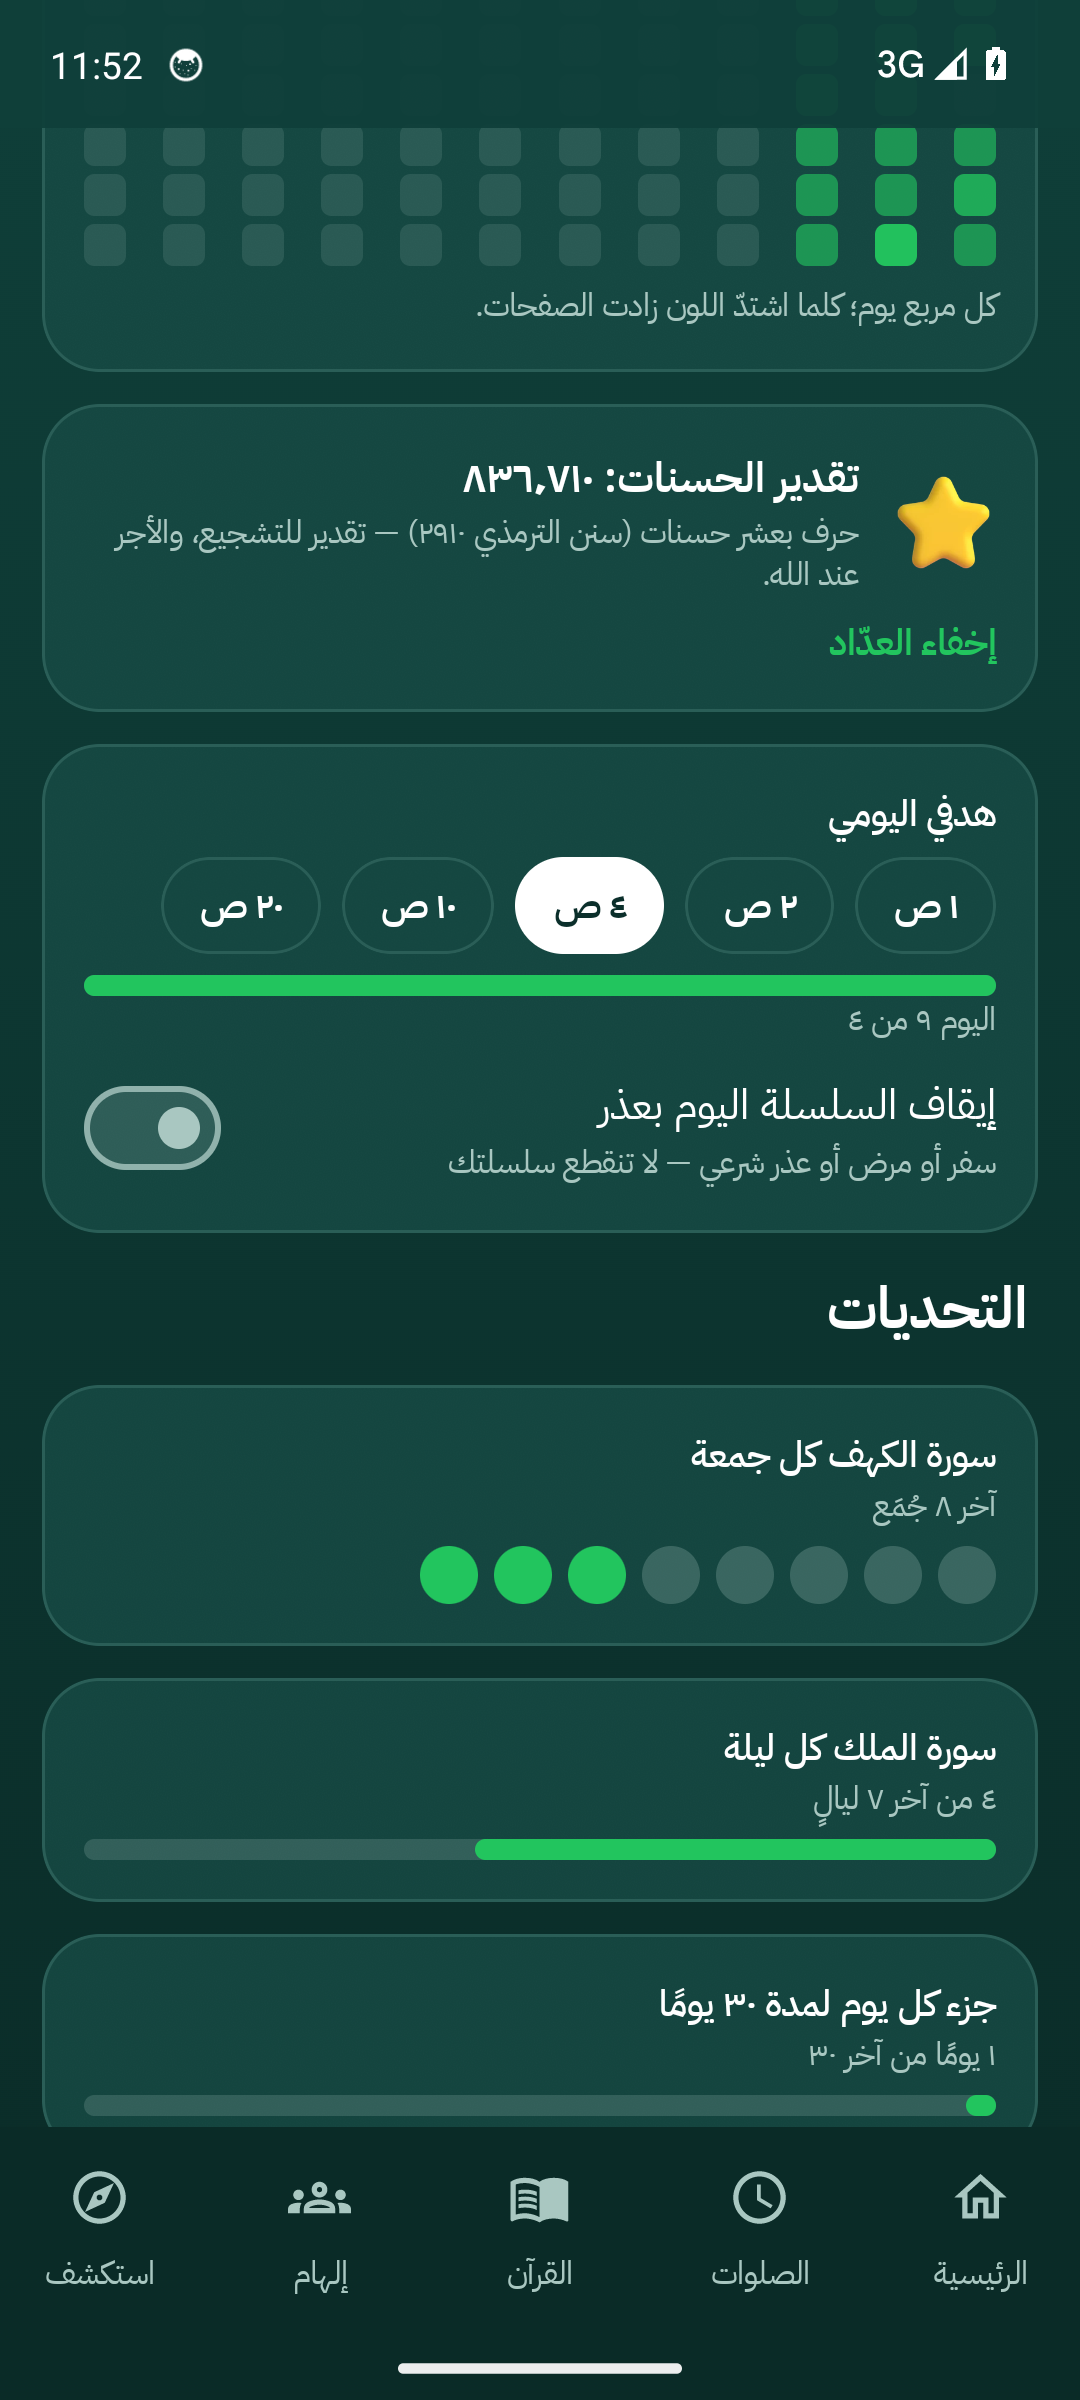 11:52
3G
كل مربع يوم؛ كلما اشتدّ اللون زادت الصفحات.
تقدير الحسنات: ٨٣٦,٧١٠
حرف بعشر حسنات (سنن الترمذي ٢٩١٠) — تقدير للتشجيع، والأجر
عند الله.
إخفاء العدّاد
هدفي اليومي
١ ص
٢ ص
٤ ص
١٠ ص
٢٠ ص
اليوم ٩ من ٤
إيقاف السلسلة اليوم بعذر
سفر أو مرض أو عذر شرعي — لا تنقطع سلسلتك
التحديات
سورة الكهف كل جمعة
آخر ٨ جُمَع
سورة الملك كل ليلة
٤ من آخر ٧ ليالٍ
جزء كل يوم لمدة ٣٠ يومًا
١ يومًا من آخر ٣٠
الرئيسية
الصلوات
القرآن
إلهام
استكشف